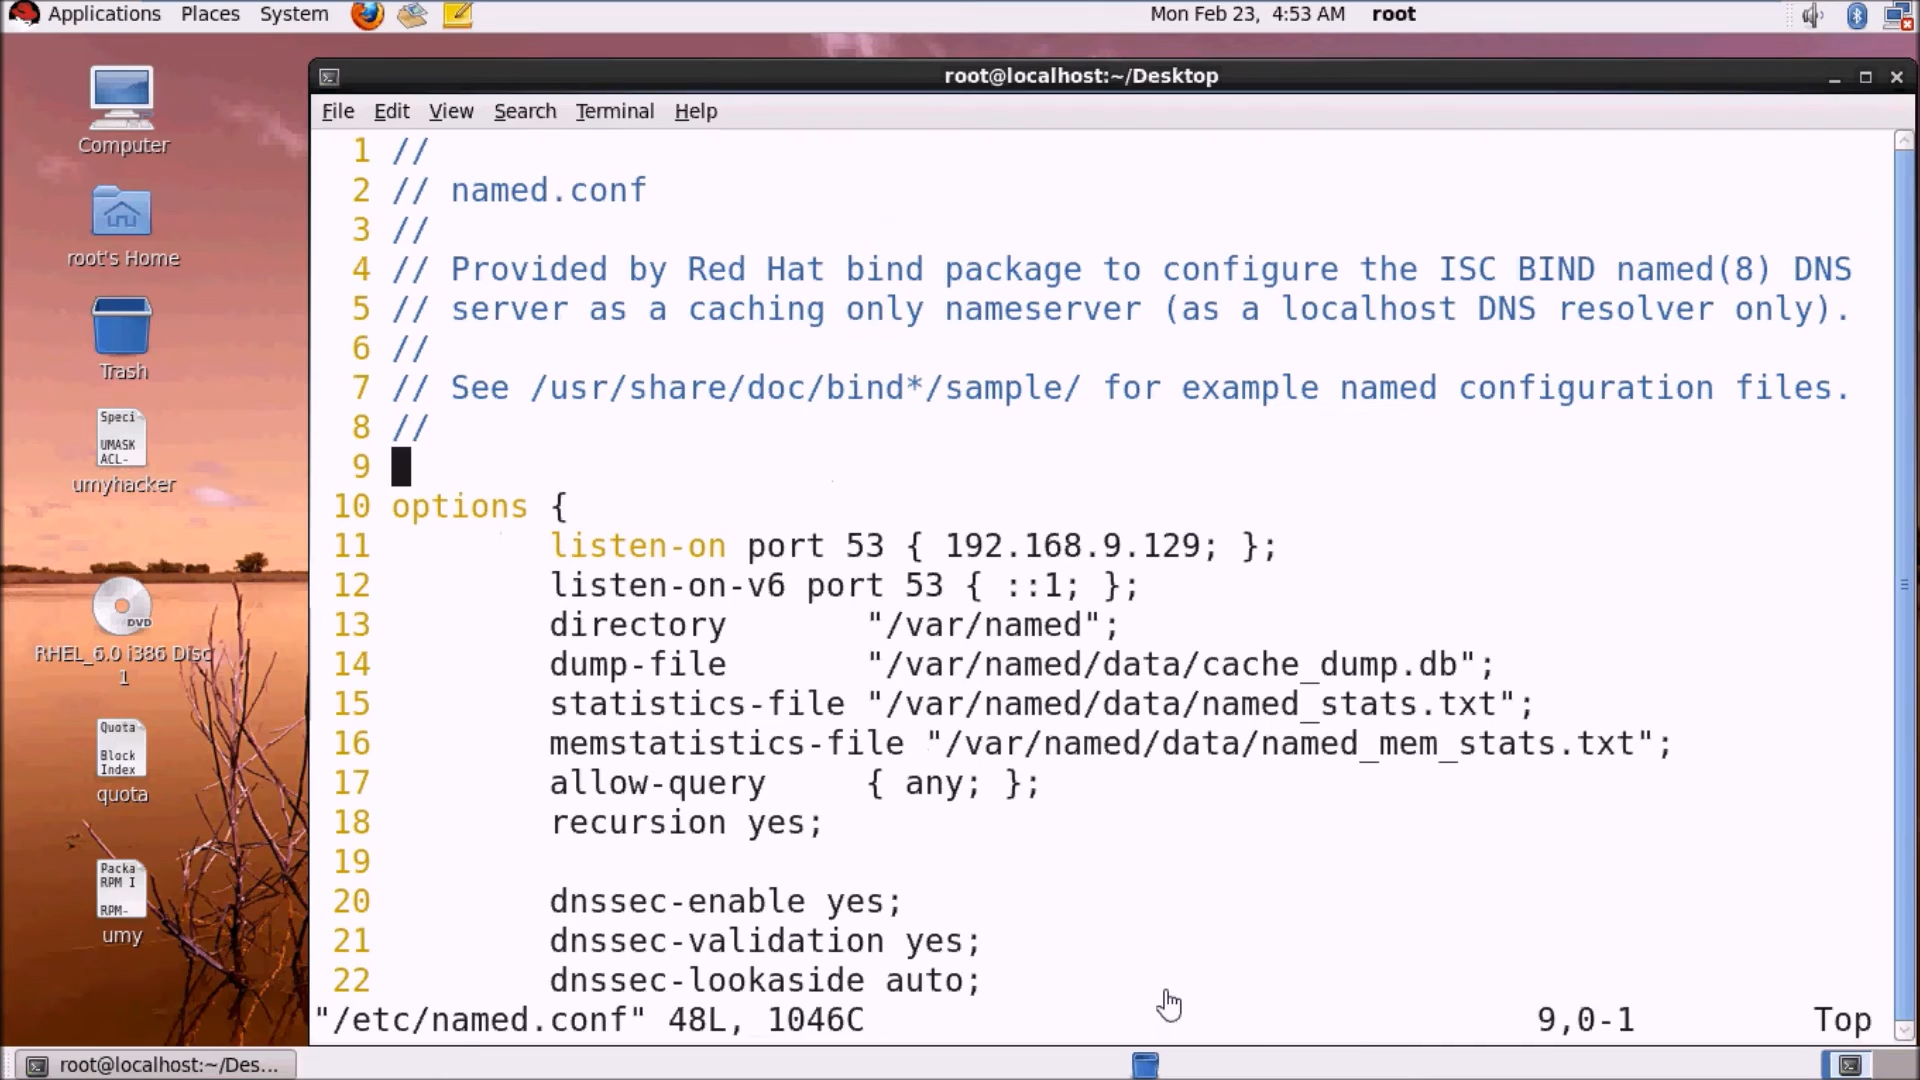 Applications Places System
Mon Feb 23, 4:53 AM root
root@localhost:~/Desktop
File Edit View Search Terminal Help
Computer
root's Home
Trash
Speci
UMASK
ACL-
umyhacker
DVD
RHEL_6.0 i386 Disc
1
Quota
Block
Index
quota
Packa
RPM I
RPM-
umy
1 //
2 // named.conf
3 //
4 // Provided by Red Hat bind package to configure the ISC BIND named(8) DNS
5 // server as a caching only nameserver (as a localhost DNS resolver only).
6 //
7 // See /usr/share/doc/bind*/sample/ for example named configuration files.
8 //
9
10 options {
11 listen-on port 53 { 192.168.9.129; };
12 listen-on-v6 port 53 { ::1; };
13 directory "/var/named";
14 dump-file "/var/named/data/cache_dump.db";
15 statistics-file "/var/named/data/named_stats.txt";
16 memstatistics-file "/var/named/data/named_mem_stats.txt";
17 allow-query { any; };
18 recursion yes;
19
20 dnssec-enable yes;
21 dnssec-validation yes;
22 dnssec-lookaside auto;
"/etc/named.conf" 48L, 1046C 9,0-1 Top
root@localhost:~/Des...